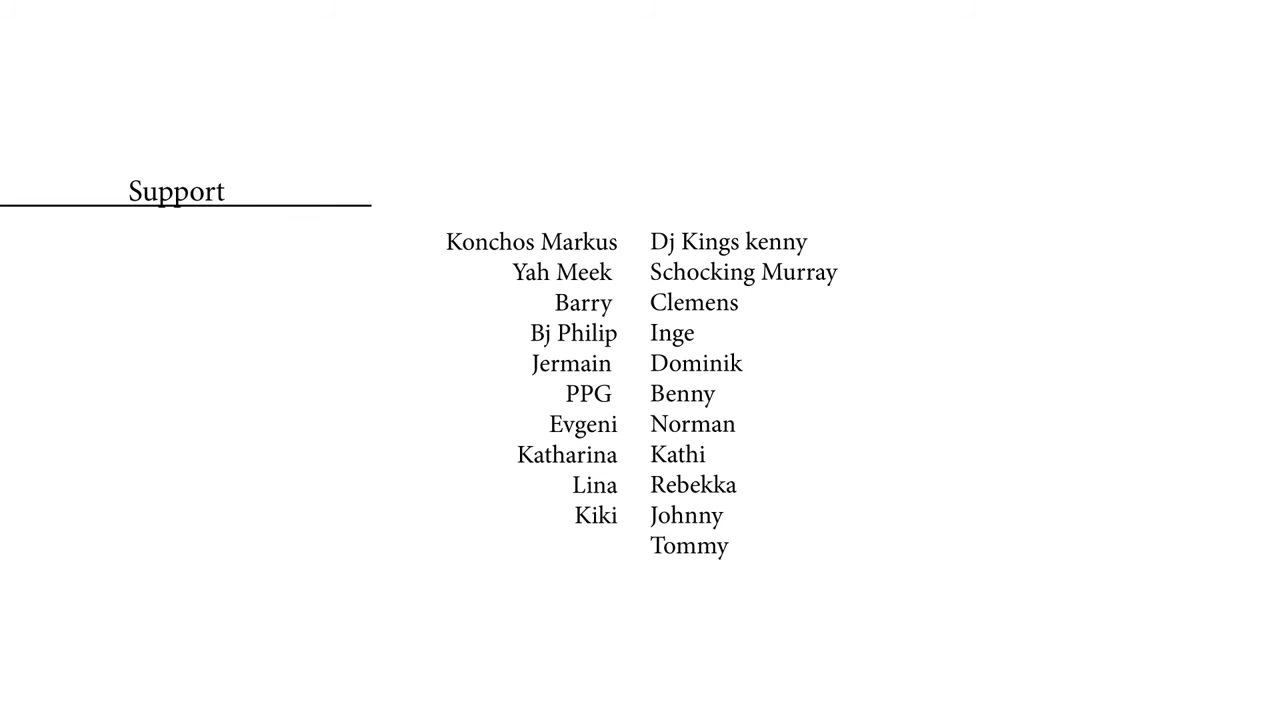 Support
Konchos Markus Dj Kings kenny
Yah Meek Schocking Murray
Barry Clemens
Bj Philip Inge
Jermain Dominik
PPG Benny
Evgeni Norman
Katharina Kathi
Lina Rebekka
Kiki Johnny
Tommy